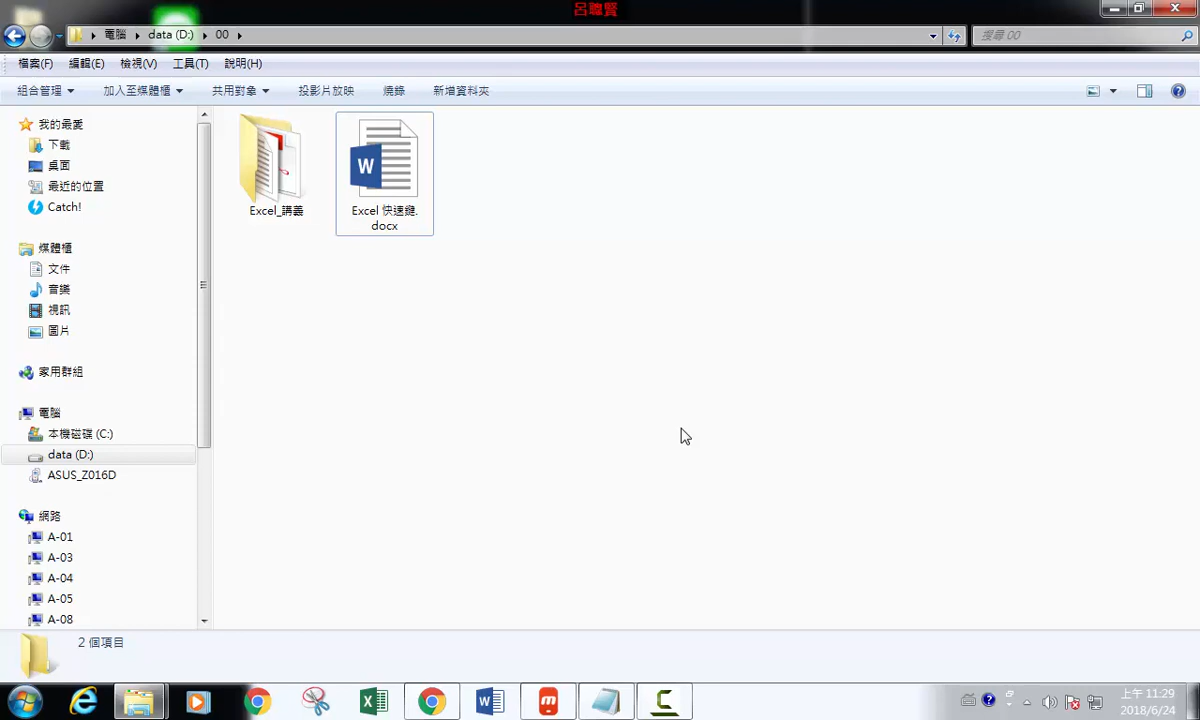 呂聰賢
電腦 data (D:) 00
搜尋 00
檔案(F) 編輯(E) 檢視(V) 工具(T) 說明(H)
組合管理 加入至媒體櫃 共用對象 投影片放映 燒錄 新增資料夾
我的最愛
下載
桌面
最近的位置
Catch!
媒體櫃
文件
音樂
視訊
圖片
家用群組
電腦
本機磁碟 (C:)
data (D:)
ASUS_Z016D
網路
A-01
A-03
A-04
A-05
A-08
Excel_講義
Excel 快速鍵.
docx
2 個項目
上午 11:29
2018/6/24